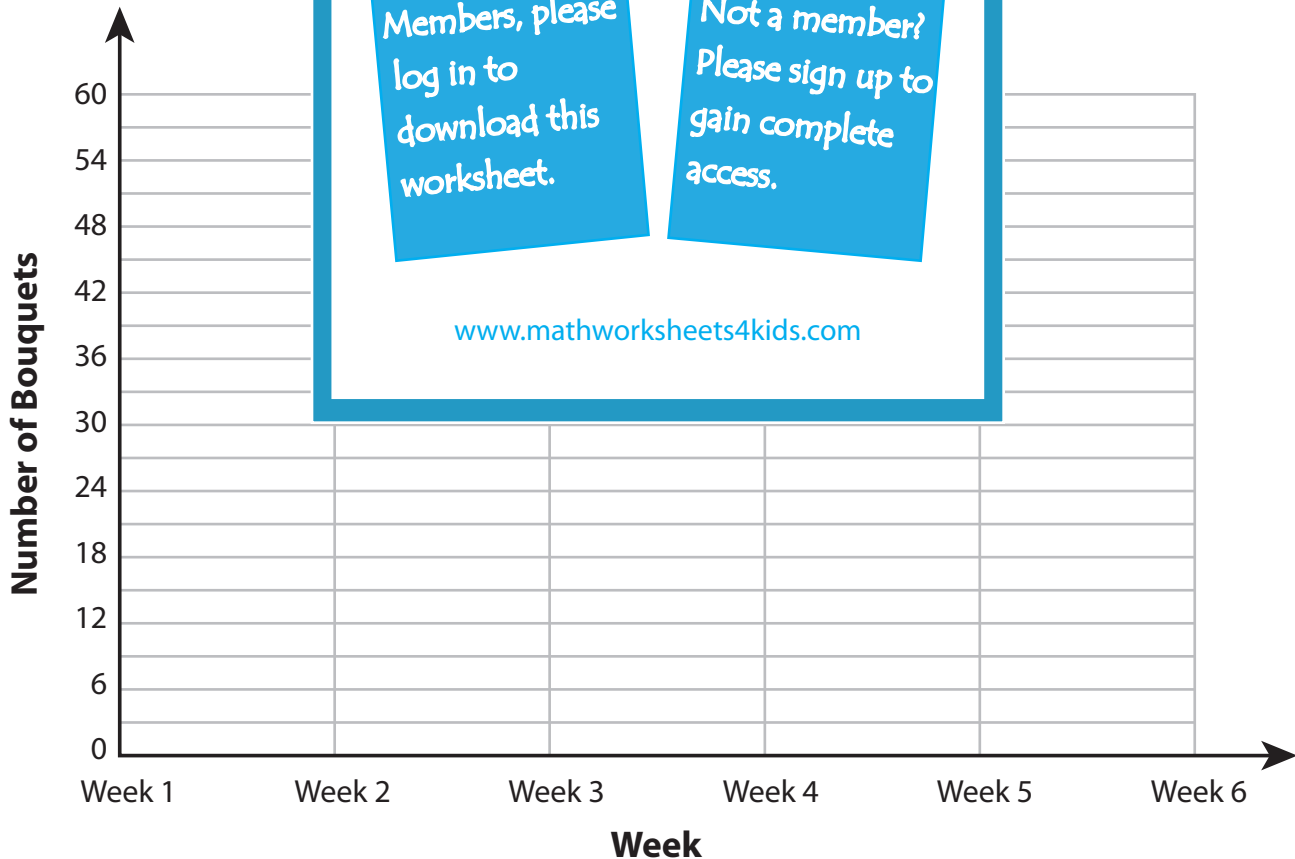 Members, please
log in to
download this
worksheet.
Not a member?
Please sign up to
gain complete
access.
www.mathworksheets4kids.com
Number of Bouquets
60
54
48
42
36
30
24
18
12
6
0
Week 1 Week 2 Week 3 Week 4 Week 5 Week 6
Week